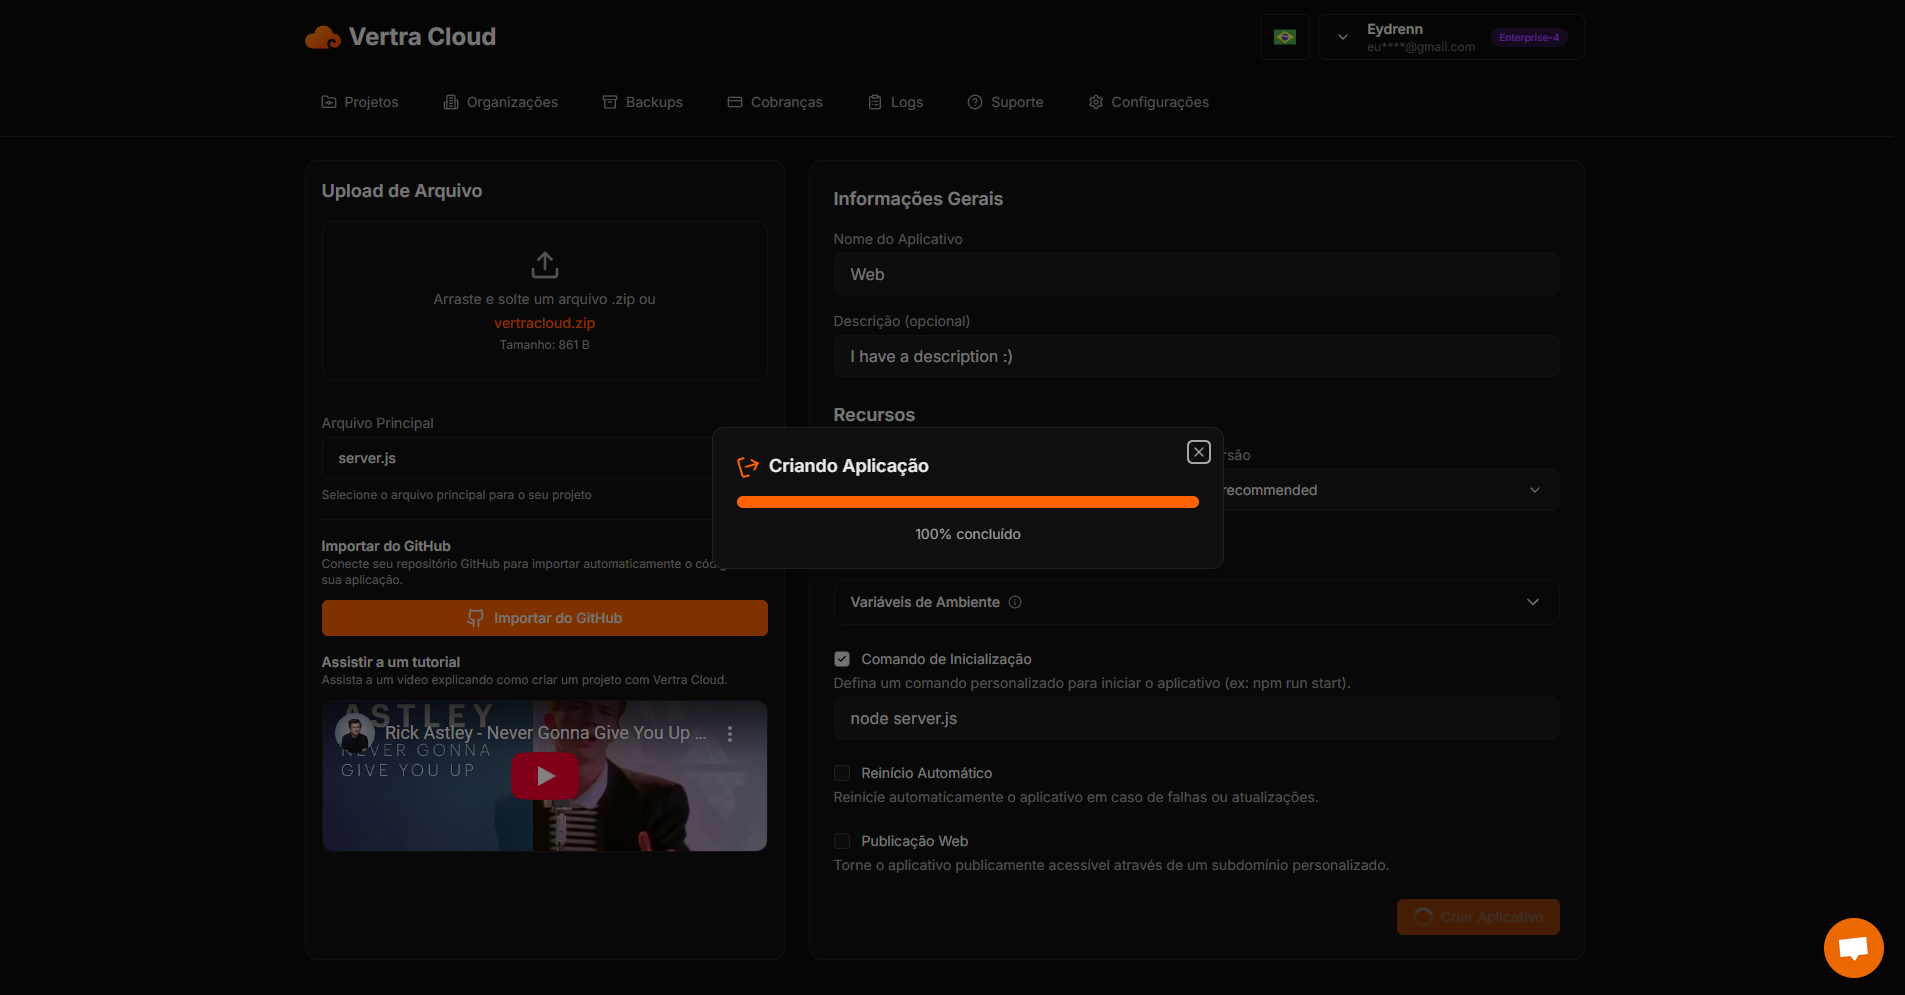 Vertra Cloud
Eydrenn
eu****@gmail.com
Enterprise-4
Projetos
Organizações
Backups
Cobranças
Logs
Suporte
Configurações
Upload de Arquivo
Arraste e solte um arquivo .zip ou
vertracloud.zip
Tamanho: 861 B
Arquivo Principal
server.js
Selecione o arquivo principal para o seu projeto
Importar do GitHub
Conecte seu repositório GitHub para importar automaticamente o
sua aplicação.
Importar do GitHub
Assistir a um tutorial
Assista a um vídeo explicando como criar um projeto com Vertra Cloud.
ASTLEY
Rick Astley - Never Gonna Give You Up ...
NEVER GONNA
GIVE YOU UP
Informações Gerais
Nome do Aplicativo
Web
Descrição (opcional)
I have a description :)
Recursos
recommended
Criando Aplicação
100% concluído
Variáveis de Ambiente
Comando de Inicialização
Defina um comando personalizado para iniciar o aplicativo (ex: npm run start).
node server.js
Reinício Automático
Reinicie automaticamente o aplicativo em caso de falhas ou atualizações.
Publicação Web
Torne o aplicativo publicamente acessível através de um subdomínio personalizado.
Criar Aplicativo